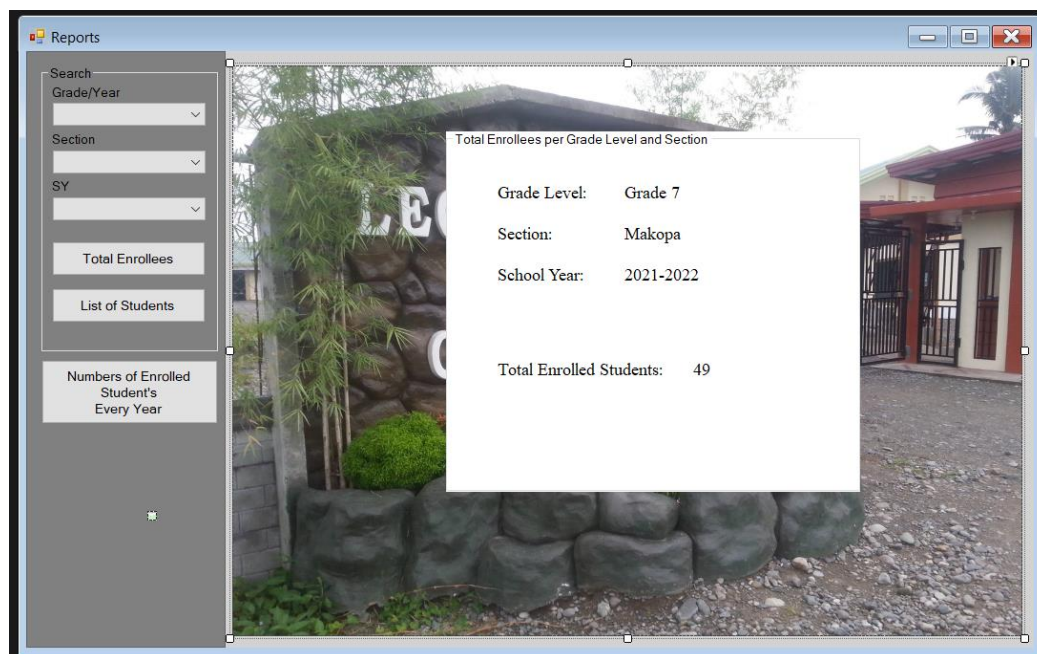 Reports
Search
Grade/Year
Section
SY
Total Enrollees
List of Students
Numbers of Enrolled
Student's
Every Year
Total Enrollees per Grade Level and Section
Grade Level: Grade 7
Section: Makopa
School Year: 2021-2022
Total Enrolled Students: 49